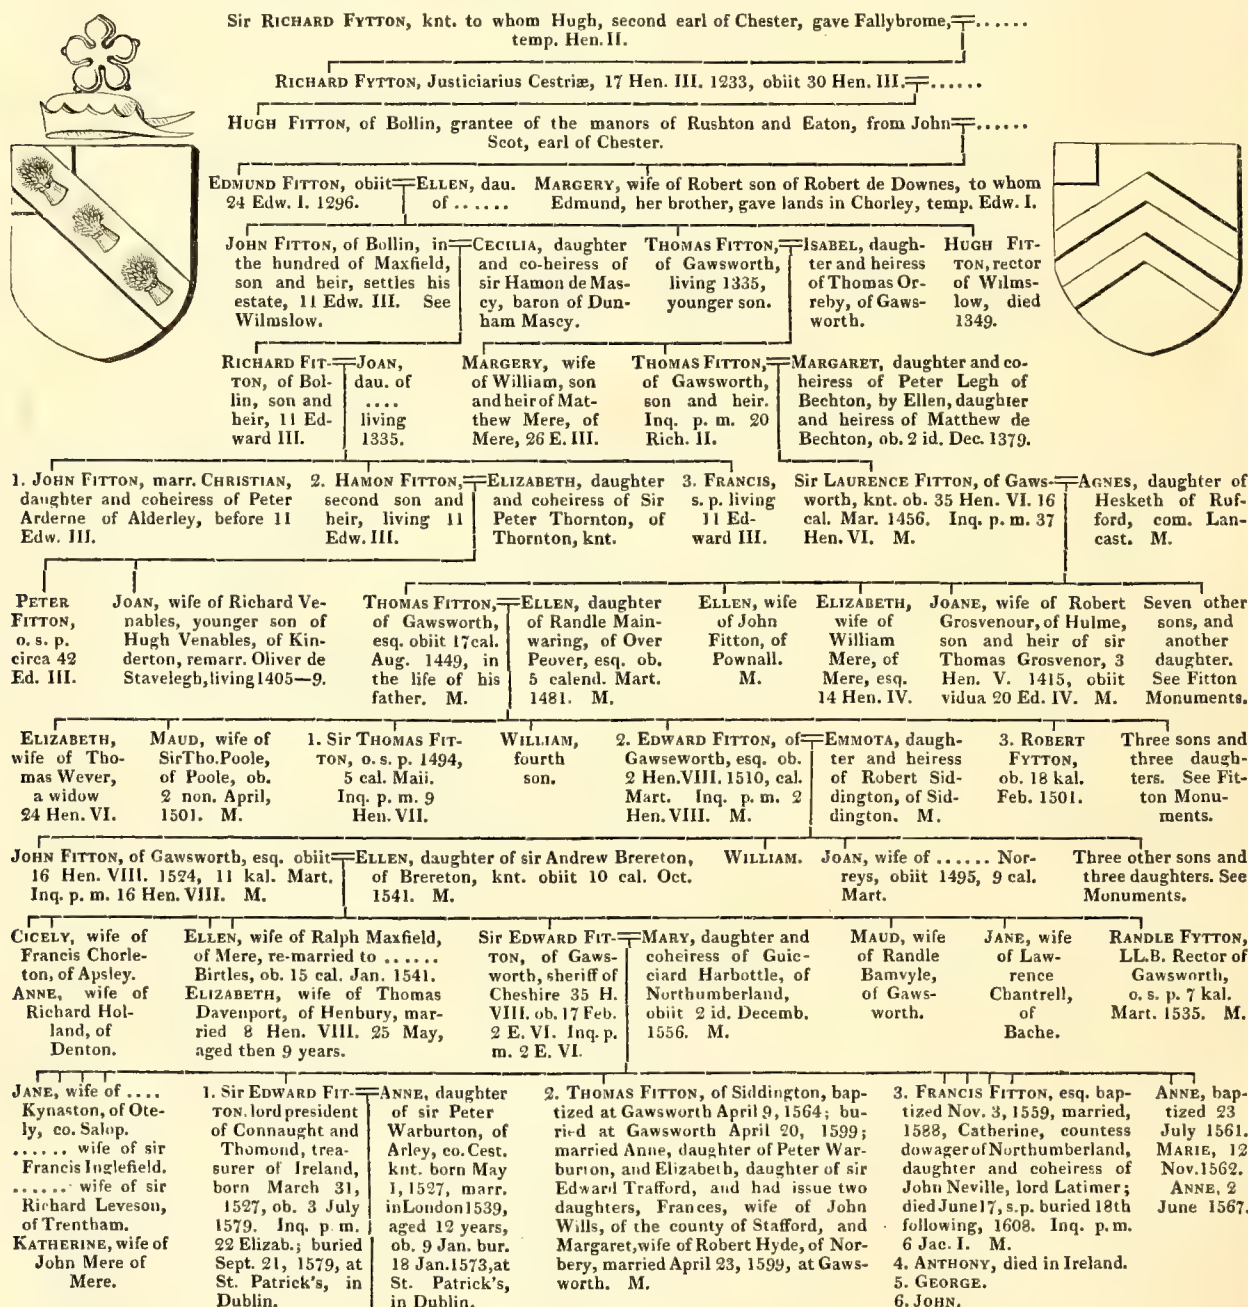 Sir RICHARD FYTTON, knt. to whom Hugh, second earl of Chester, gave Fallybrome,......
temp. Hen. II.
RICHARD FYTTON, Justiciarius Cestriæ, 17 Hen. III. 1233, obiit 30 Hen. III.......
HUGH FITTON, of Bollin, grantee of the manors of Rushton and Eaton, from John ......
Scot, earl of Chester.
EDMUND FITTON, obiit
24 Edw. I. 1296.
ELLEN, dau.
of ......
MARGERY, wife of Robert son of Robert de Downes, to whom
Edmund, her brother, gave lands in Chorley, temp. Edw. I.
JOHN FITTON, of Bollin, in
the hundred of Maxfield,
son and heir, settles his
estate, 11 Edw. III. See
Wilmslow.
CECILIA, daughter
and co-heiress of
sir Hamon de Mas-
cy, baron of Dun-
ham Mascy.
THOMAS FITTON,
of Gawsworth,
living 1335,
younger son.
ISABEL, daugh-
ter and heiress
of Thomas Or-
reby, of Gaws-
worth.
HUGH FIT-
TON, rector
of Wilms-
low, died
1349.
RICHARD FIT-
TON, of Bol-
lin, son and
heir, 11 Ed-
ward III.
JOAN,
dau. of
....
living
1335.
MARGERY, wife
of William, son
and heir of Mat-
thew Mere, of
Mere, 26 E. III.
THOMAS FITTON,
of Gawsworth,
son and heir.
Inq. p. m. 20
Rich. II.
MARGARET, daughter and co-
heiress of Peter Legh of
Bechton, by Ellen, daughter
and heiress of Matthew de
Bechton, ob. 2 id. Dec. 1379.
1. JOHN FITTON, marr. CHRISTIAN,
daughter and coheiress of Peter
Arderne of Alderley, before 11
Edw. III.
2. HAMON FITTON,
second son and
heir, living 11
Edw. III.
ELIZABETH, daughter
and coheiress of Sir
Peter Thornton, of
Thornton, knt.
3. FRANCIS,
s. p. living
11 Ed-
ward III.
Sir LAURENCE FITTON, of Gaws-
worth, knt. ob. 35 Hen. VI. 16
cal. Mar. 1456. Inq. p. m. 37
Hen. VI. M.
AGNES, daughter of
Hesketh of Ruf-
ford, com. Lan-
cast. M.
PETER
FITTON,
o. s. p.
circa 42
Ed. III.
JOAN, wife of Richard Ve-
nables, younger son of
Hugh Venables, of Kin-
derton, remarr. Oliver de
Stavelegh, living 1405—9.
THOMAS FITTON,
of Gawsworth,
esq. obiit 17 cal.
Aug. 1449, in
the life of his
father. M.
ELLEN, daughter
of Randle Main-
waring, of Over
Peover, esq. ob.
5 calend. Mart.
1481. M.
ELLEN, wife
of John
Fitton, of
Pownall.
M.
ELIZABETH,
wife of
William
Mere, of
Mere, esq.
14 Hen. IV.
JOANE, wife of Robert
Grosvenour, of Hulme,
son and heir of sir
Thomas Grosvenor, 3
Hen. V. 1415, obiit
vidua 20 Ed. IV. M.
Seven other
sons, and
another
daughter.
See Fitton
Monuments.
ELIZABETH,
wife of Tho-
mas Wever,
a widow
24 Hen. VI.
MAUD, wife of
Sir Tho. Poole,
of Poole, ob.
2 non. April,
1501. M.
1. Sir THOMAS FIT-
TON, o. s. p. 1494,
5 cal. Maii.
Inq. p. m. 9
Hen. VII.
WILLIAM,
fourth
son.
2. EDWARD FITTON, of
Gawseworth, esq. ob.
2 Hen. VIII. 1510, cal.
Mart. Inq. p. m. 2
Hen. VIII. M.
EMMOTA, daugh-
ter and heiress
of Robert Sid-
dington, of Sid-
dington. M.
3. ROBERT
FYTTON,
ob. 18 kal.
Feb. 1501.
Three sons and
three daugh-
ters. See Fit-
ton Monu-
ments.
JOHN FITTON, of Gawsworth, esq. obiit
16 Hen. VIII. 1524, 11 kal. Mart.
Inq. p. m. 16 Hen. VIII. M.
ELLEN, daughter of sir Andrew Brereton,
of Brereton, knt. obiit 10 cal. Oct.
1541. M.
WILLIAM.
JOAN, wife of ...... Nor-
reys, obiit 1495, 9 cal.
Mart.
Three other sons and
three daughters. See
Monuments.
CICELY, wife of
Francis Chorle-
ton, of Apsley.
ANNE, wife of
Richard Hol-
land, of
Denton.
ELLEN, wife of Ralph Maxfield,
of Mere, re-married to ......
Birtles, ob. 15 cal. Jan. 1541.
ELIZABETH, wife of Thomas
Davenport, of Henbury, mar-
ried 8 Hen. VIII. 25 May,
aged then 9 years.
Sir EDWARD FIT-
TON, of Gaws-
worth, sheriff of
Cheshire 35 H.
VIII. ob. 17 Feb.
2 E. VI. Inq. p.
m. 2 E. VI.
MARY, daughter and
coheiress of Guic-
ciard Harbottle, of
Northumberland,
obiit 2 id. Decemb.
1556. M.
MAUD, wife
of Randle
Bamvyle,
of Gaws-
worth.
JANE, wife
of Law-
rence
Chantrell,
of
Bache.
RANDLE FYTTON,
LL.B. Rector of
Gawsworth,
o. s. p. 7 kal.
Mart. 1535. M.
JANE, wife of ....
Kynaston, of Ote-
ly, co. Salop.
...... wife of sir
Francis Inglefield.
...... wife of sir
Richard Leveson,
of Trentham.
KATHERINE, wife of
John Mere of
Mere.
1. Sir EDWARD FIT-
TON, lord president
of Connaught and
Thomond, trea-
surer of Ireland,
born March 31,
1527, ob. 3 July
1579. Inq. p. m.
22 Elizab.; buried
Sept. 21, 1579, at
St. Patrick's, in
Dublin.
ANNE, daughter
of sir Peter
Warburton, of
Arley, co. Cest.
knt. born May
1, 1527, marr.
in London 1539,
aged 12 years,
ob. 9 Jan. bur.
18 Jan. 1573, at
St. Patrick's,
in Dublin.
2. THOMAS FITTON, of Siddington, bap-
tized at Gawsworth April 9, 1564; bu-
ried at Gawsworth April 20, 1599;
married Anne, daughter of Peter War-
burton, and Elizabeth, daughter of sir
Edward Trafford, and had issue two
daughters, Frances, wife of John
Wills, of the county of Stafford, and
Margaret, wife of Robert Hyde, of Nor-
bery, married April 23, 1599, at Gaws-
worth. M.
3. FRANCIS FITTON, esq. bap-
tized Nov. 3, 1559, married,
1588, Catherine, countess
dowager of Northumberland,
daughter and coheiress of
John Neville, lord Latimer;
died June 17, s.p. buried 18th
following, 1608. Inq. p.m.
6 Jac. I. M.
4. ANTHONY, died in Ireland.
5. GEORGE.
6. JOHN.
ANNE, bap-
tized 23
July 1561.
MARIE, 12
Nov. 1562.
ANNE, 2
June 1567.